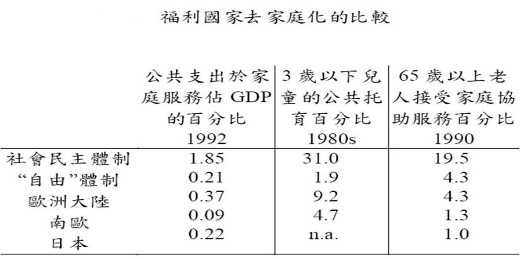 福利國家去家庭化的比較
公共支出於家 3 歲以下兒 65 歲以上老
庭服務佔 GDP 童的公共托 人接受家庭協
的百分比 育百分比 助服務百分比
1992 1980s 1990
社會民主體制 1.85 31.0 19.5
“自由”體制 0.21 1.9 4.3
歐洲大陸 0.37 9.2 4.3
南歐 0.09 4.7 1.3
日本 0.22 n.a. 1.0